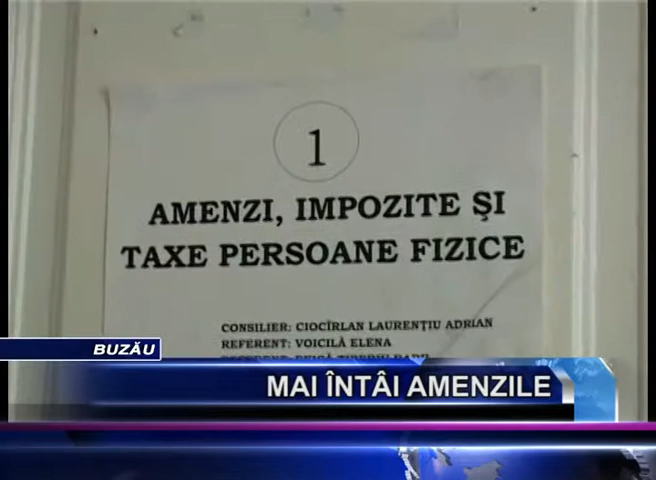 1
AMENZI, IMPOZITE ŞI
TAXE PERSOANE FIZICE
CONSILIER: CIOCÎRLAN LAURENŢIU ADRIAN
REFERENT: VOICILĂ ELENA
BUZĂU
MAI ÎNTÂI AMENZILE